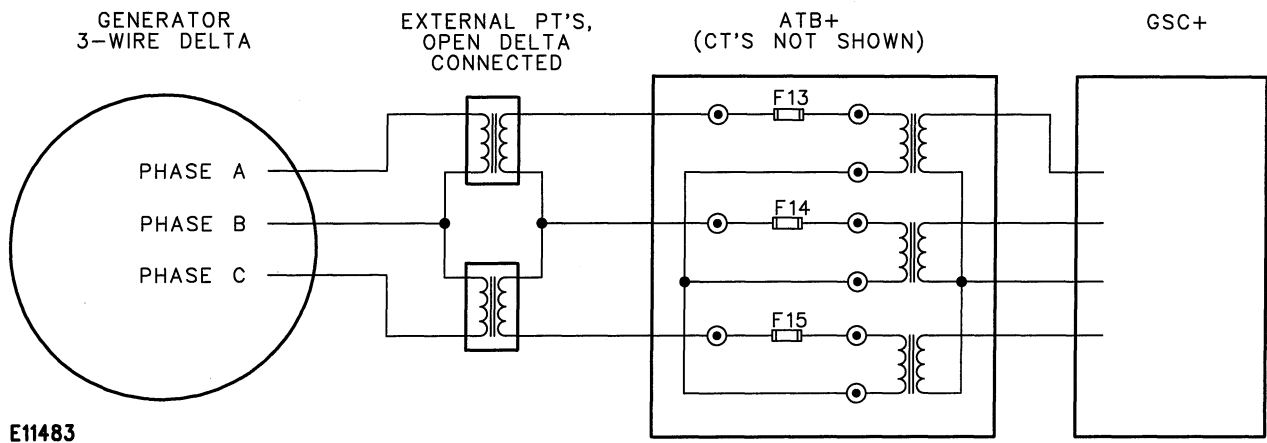 GENERATOR
3-WIRE DELTA
EXTERNAL PT'S,
OPEN DELTA
CONNECTED
ATB+
(CT'S NOT SHOWN)
GSC+
PHASE A
PHASE B
PHASE C
F13
F14
F15
E11483